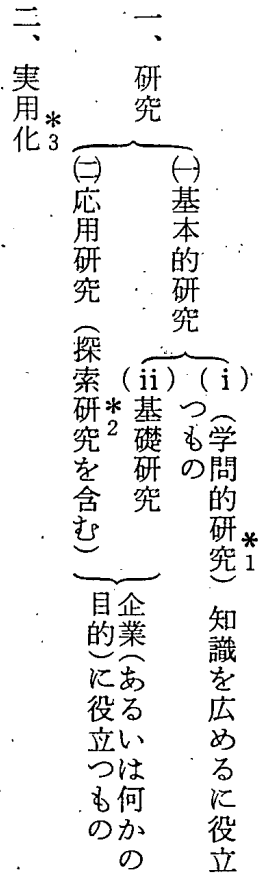 一、研究
㈠基本的研究
(i)(学問的研究)*1 知識を広めるに役立
つもの
(ii)基礎研究
㈡応用研究(探索研究*2を含む)
企業(あるいは何かの
目的)に役立つもの
二、実用化*3